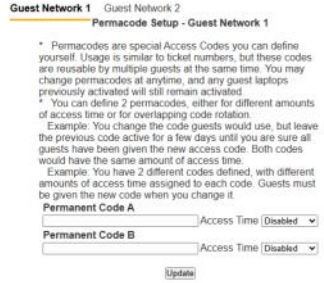 Guest Network 1 Guest Network 2
Permacode Setup - Guest Network 1
* Permacodes are special Access Codes you can define
yourself. Usage is similar to ticket numbers, but these codes
are reusable by multiple guests at the same time. You may
change permacodes at anytime, and any guest laptops
previously activated will still remain activated.
* You can define 2 permacodes, either for different amounts
of access time or for overlapping code rotation.
Example: You change the code guests would use, but leave
the previous code active for a few days until you are sure all
guests have been given the new access code. Both codes
would have the same amount of access time.
Example: You have 2 different codes defined, with different
amounts of access time assigned to each code. Guests must
be given the new code when you change it.
Permanent Code A
Access Time Disabled
Permanent Code B
Access Time Disabled
Update